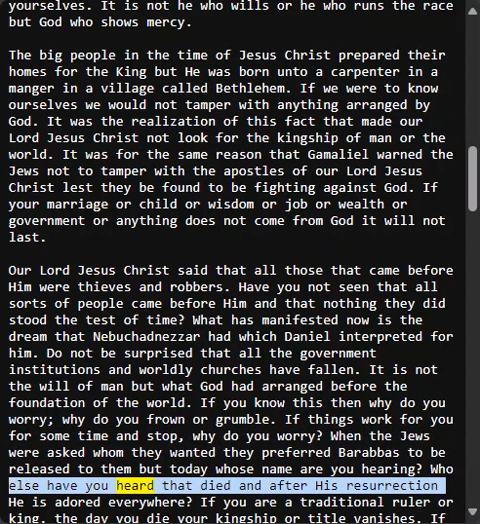 yourselves. It is not he who wills or he who runs the race
but God who shows mercy.
The big people in the time of Jesus Christ prepared their
homes for the King but He was born unto a carpenter in a
manger in a village called Bethlehem. If we were to know
ourselves we would not tamper with anything arranged by
God. It was the realization of this fact that made our
Lord Jesus Christ not look for the kingship of man or the
world. It was for the same reason that Gamaliel warned the
Jews not to tamper with the apostles of our Lord Jesus
Christ lest they be found to be fighting against God. If
your marriage or child or wisdom or job or wealth or
government or anything does not come from God it will not
last.
Our Lord Jesus Christ said that all those that came before
Him were thieves and robbers. Have you not seen that all
sorts of people came before Him and that nothing they did
stood the test of time? What has manifested now is the
dream that Nebuchadnezzar had which Daniel interpreted for
him. Do not be surprised that all the government
institutions and worldly churches have fallen. It is not
the will of man but what God had arranged before the
foundation of the world. If you know this then why do you
worry; why do you frown or grumble. If things work for you
for some time and stop, why do you worry? When the Jews
were asked whom they wanted they preferred Barabbas to be
released to them but today whose name are you hearing? Who
else have you heard that died and after His resurrection
He is adored everywhere? If you are a traditional ruler or
king, the day you die your kingship or title vanishes. If